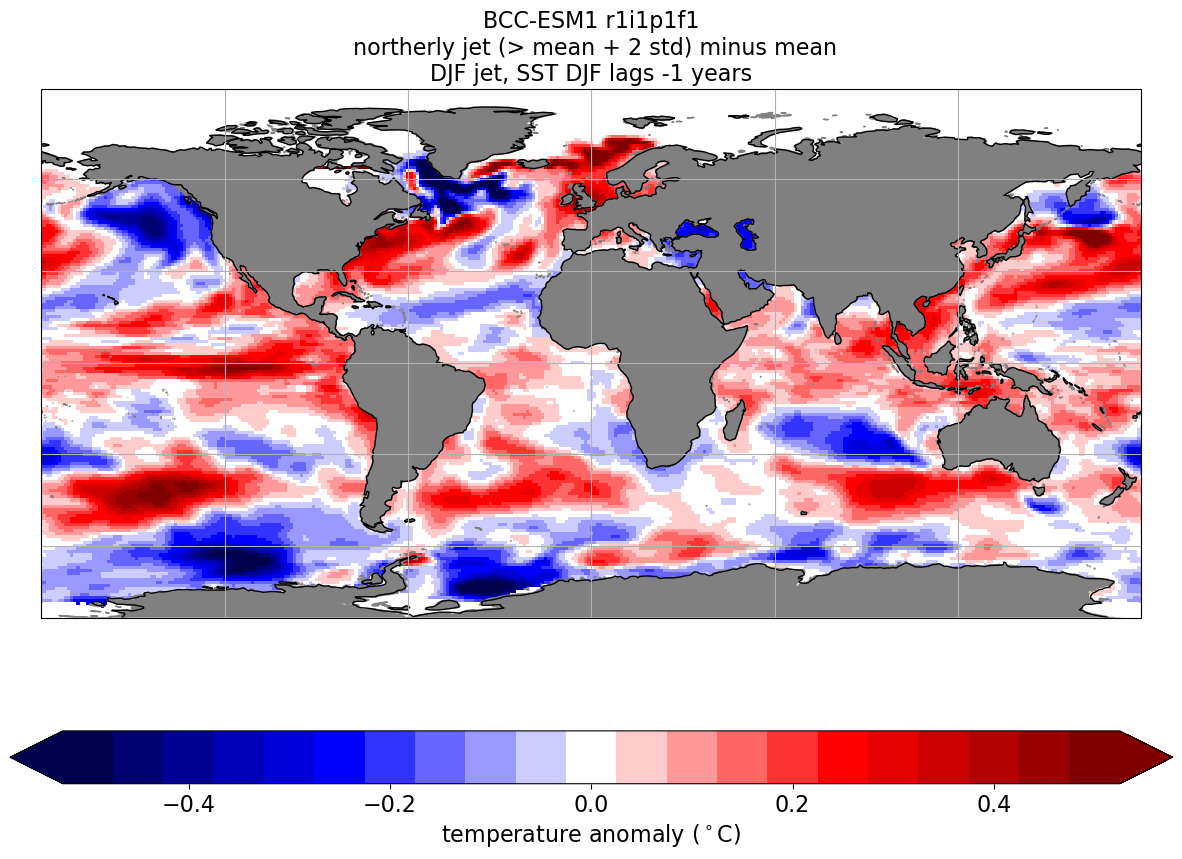 BCC-ESM1 r1i1p1f1
northerly jet (> mean + 2 std) minus mean
DJF jet, SST DJF lags -1 years
−0.4 −0.2 0.0 0.2 0.4
temperature anomaly (°C)